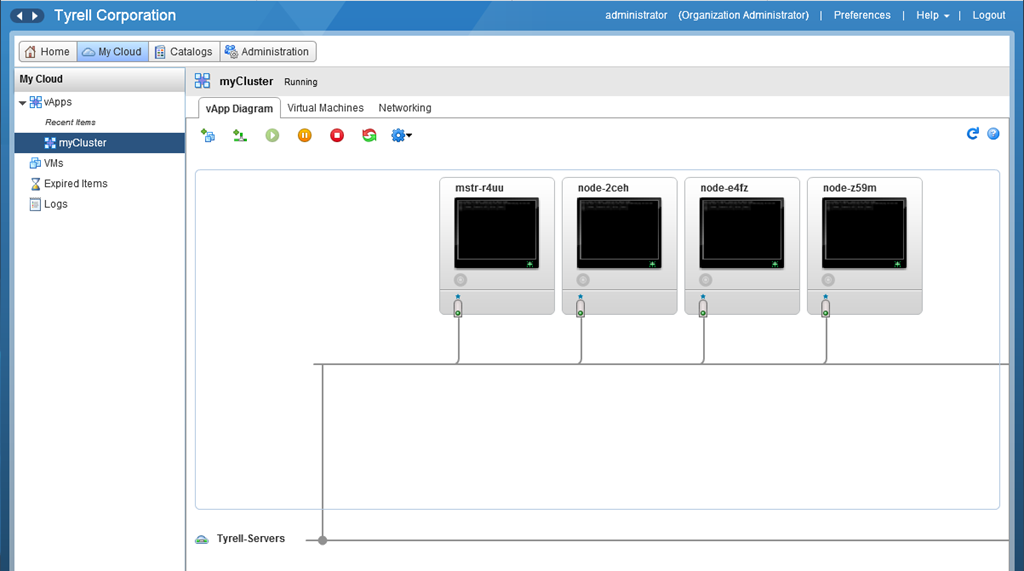 Tyrell Corporation
administrator (Organization Administrator) | Preferences | Help | Logout
Home My Cloud Catalogs Administration
My Cloud
vApps
Recent Items
myCluster
VMs
Expired Items
Logs
myCluster Running
vApp Diagram Virtual Machines Networking
mstr-r4uu node-2ceh node-e4fz node-z59m
Tyrell-Servers